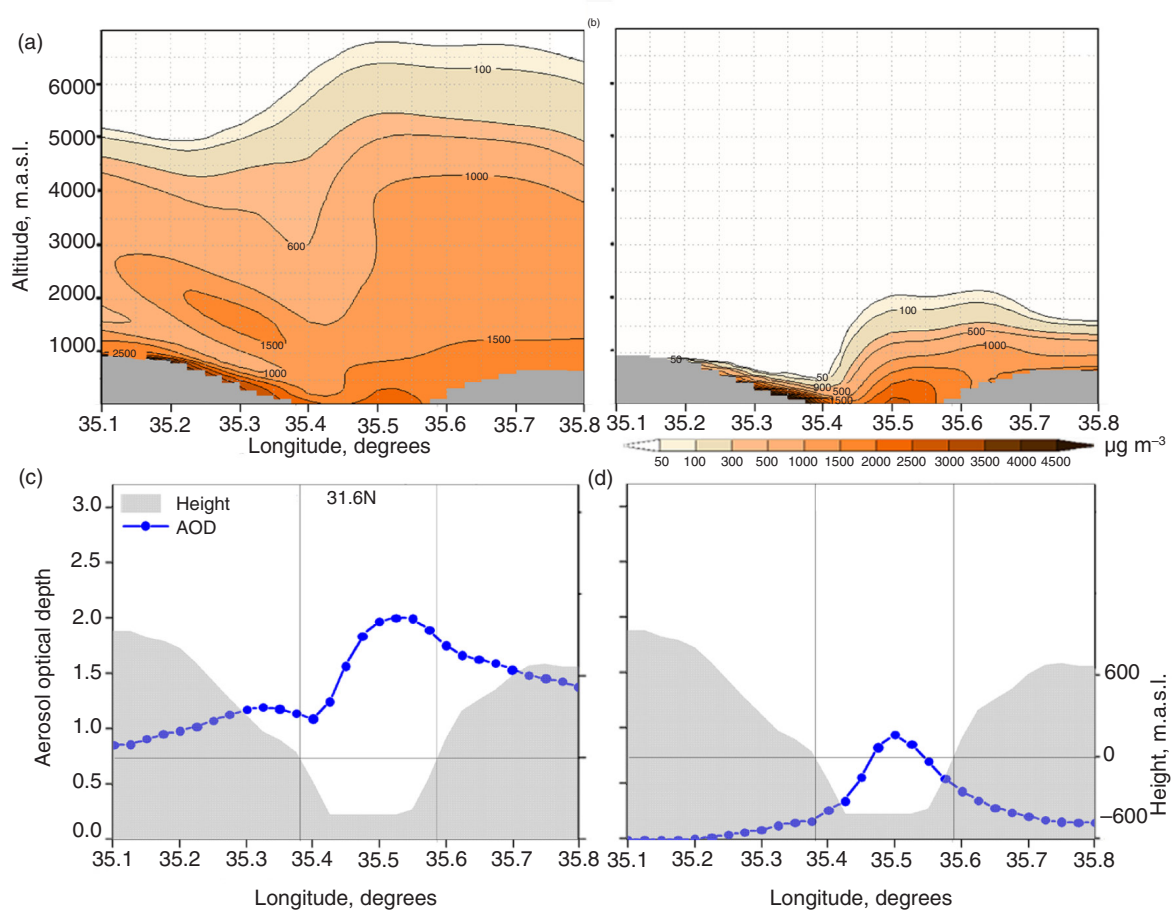 (a)
(b)
6000
5000
4000
3000
2000
1000
Altitude, m.a.s.l.
100
1000
600
1500
1500
2500
1000
35.1 35.2 35.3 35.4 35.5 35.6 35.7 35.8
Longitude, degrees
100
500
1000
50
50
900
500
1500
35.1 35.2 35.3 35.4 35.5 35.6 35.7 35.8
50 100 300 500 1000 1500 2000 2500 3000 3500 4000 4500
µg m⁻³
(c)
Height
AOD
31.6N
3.0
2.5
2.0
1.5
1.0
0.5
0.0
Aerosol optical depth
35.1 35.2 35.3 35.4 35.5 35.6 35.7 35.8
Longitude, degrees
(d)
600
0
−600
Height, m.a.s.l.
35.1 35.2 35.3 35.4 35.5 35.6 35.7 35.8
Longitude, degrees